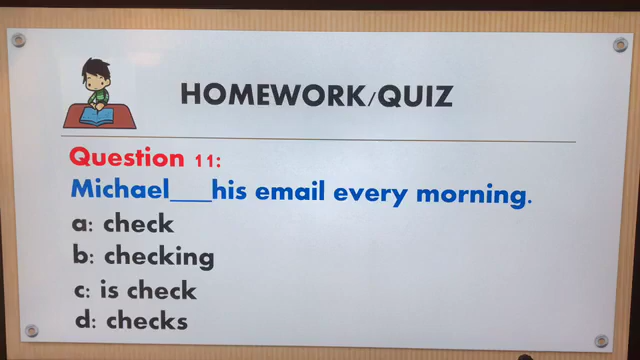 HOMEWORK/QUIZ
Question 11:
Michael___his email every morning.
a: check
b: checking
c: is check
d: checks